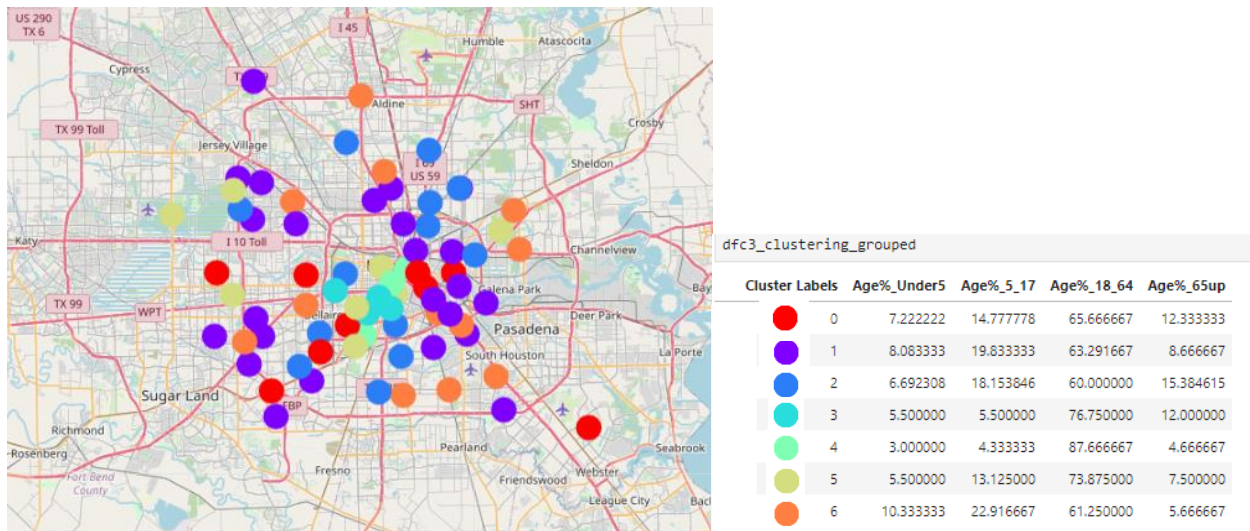 US 290
TX 6
I 45
Humble
Atascocita
Cypress
Aldine
SHT
TX 99 Toll
Crosby
Jersey Village
Sheldon
US 59
Katy
I 10 Toll
Channelview
TX 99
WPT
Galena Park
Deer Park
Pasadena
La Porte
South Houston
Sugar Land
Richmond
Rosenberg
Pearland
Seabrook
Fresno
Webster
Fort Bend
County
Friendswood
League City
dfc3_clustering_grouped
Cluster Labels Age%_Under5 Age%_5_17 Age%_18_64 Age%_65up
0 7.222222 14.777778 65.666667 12.333333
1 8.083333 19.833333 63.291667 8.666667
2 6.692308 18.153846 60.000000 15.384615
3 5.500000 5.500000 76.750000 12.000000
4 3.000000 4.333333 87.666667 4.666667
5 5.500000 13.125000 73.875000 7.500000
6 10.333333 22.916667 61.250000 5.666667